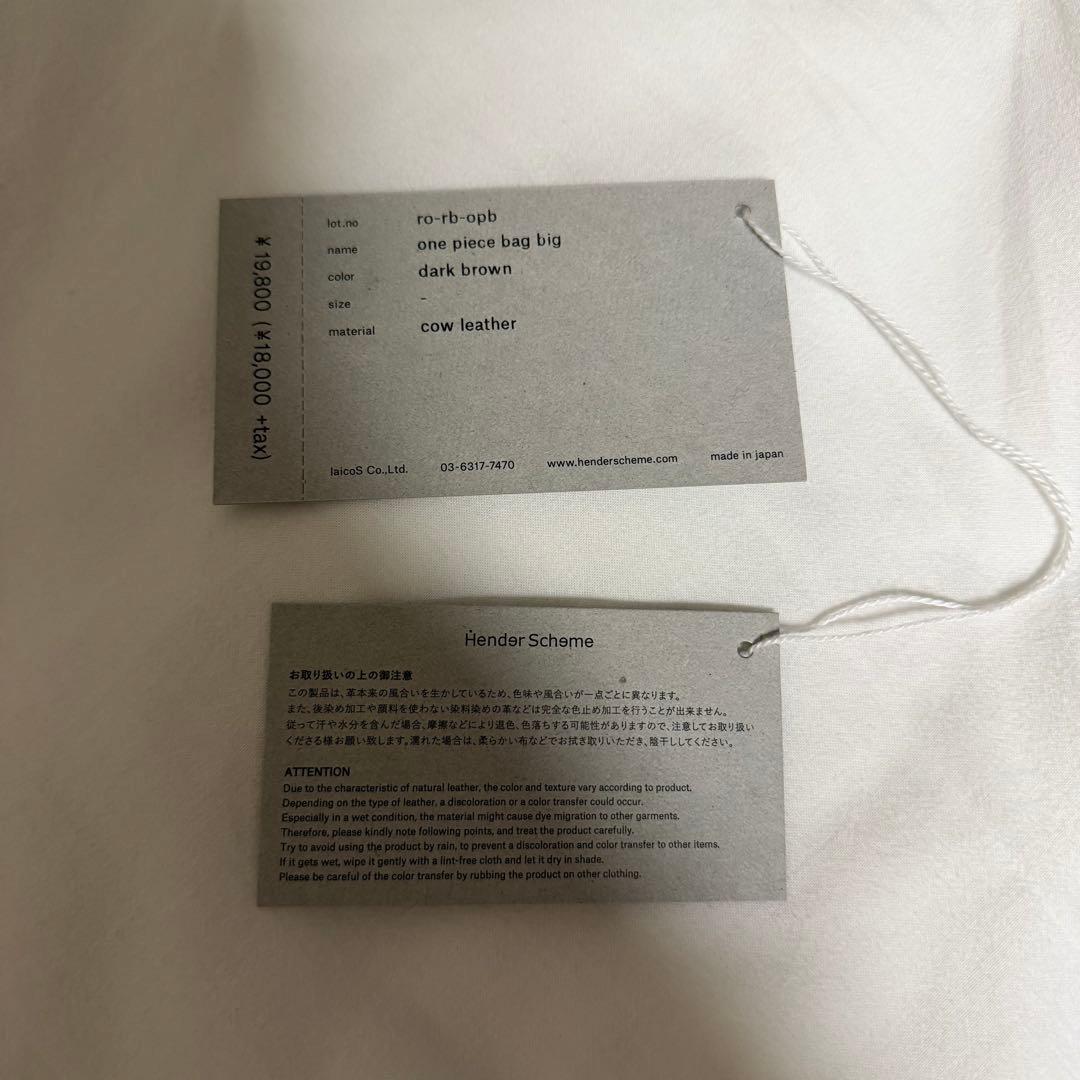 ¥19,800 (¥18,000 +tax)
lot.no ro-rb-opb
name one piece bag big
color dark brown
size -
material cow leather
laicoS Co.,Ltd. 03-6317-7470 www.henderscheme.com made in japan
Hender Scheme
お取り扱いの上の御注意
この製品は、革本来の風合いを生かしているため、色味や風合いが一点ごとに異なります。
また、後染め加工や顔料を使わない染料染めの革などは完全な色止め加工を行うことが出来ません。
従って汗や水分を含んだ場合、摩擦などにより退色、色落ちする可能性がありますので、注意してお取り扱い
くださる様お願い致します。濡れた場合は、柔らかい布などでお拭き取りいただき、陰干ししてください。
ATTENTION
Due to the characteristic of natural leather, the color and texture vary according to product.
Depending on the type of leather, a discoloration or a color transfer could occur.
Especially in a wet condition, the material might cause dye migration to other garments.
Therefore, please kindly note following points, and treat the product carefully.
Try to avoid using the product by rain, to prevent a discoloration and color transfer to other items.
If it gets wet, wipe it gently with a lint-free cloth and let it dry in shade.
Please be careful of the color transfer by rubbing the product on other clothing.